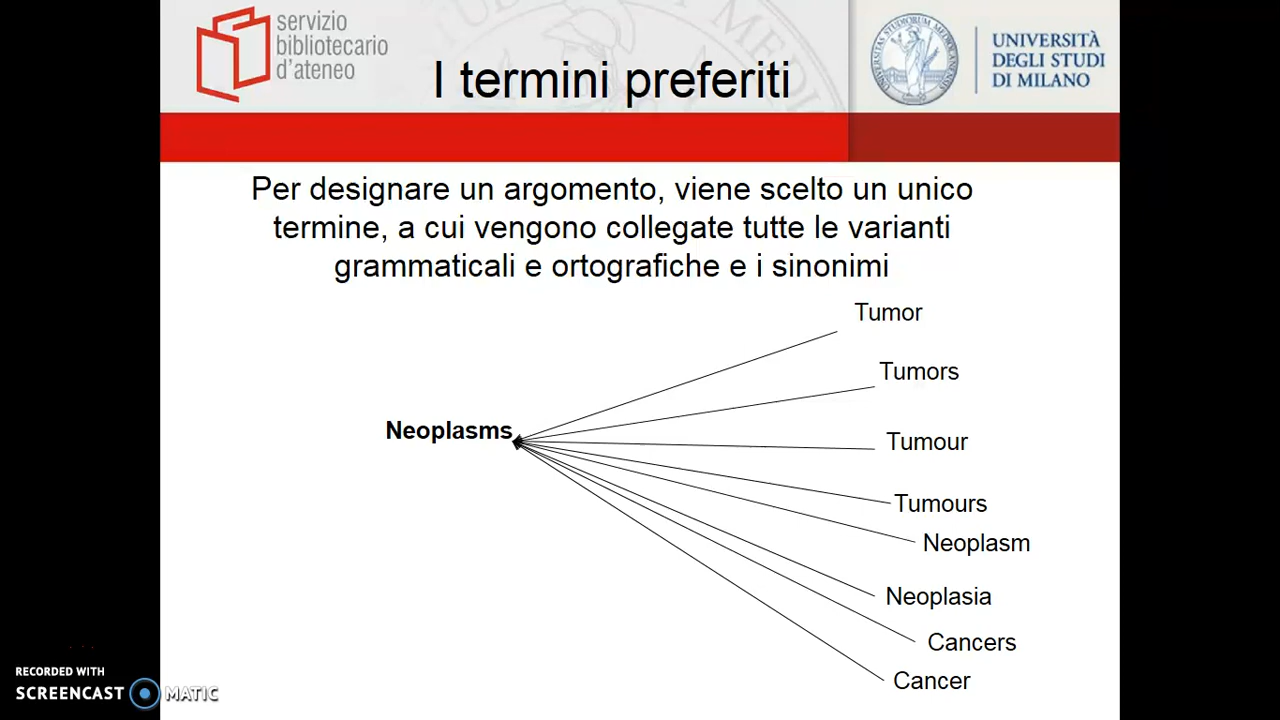 servizio
bibliotecario
d'ateneo
I termini preferiti
UNIVERSITÀ
DEGLI STUDI
DI MILANO
Per designare un argomento, viene scelto un unico
termine, a cui vengono collegate tutte le varianti
grammaticali e ortografiche e i sinonimi
Tumor
Tumors
Neoplasms
Tumour
Tumours
Neoplasm
Neoplasia
Cancers
Cancer
RECORDED WITH
SCREENCAST MATIC